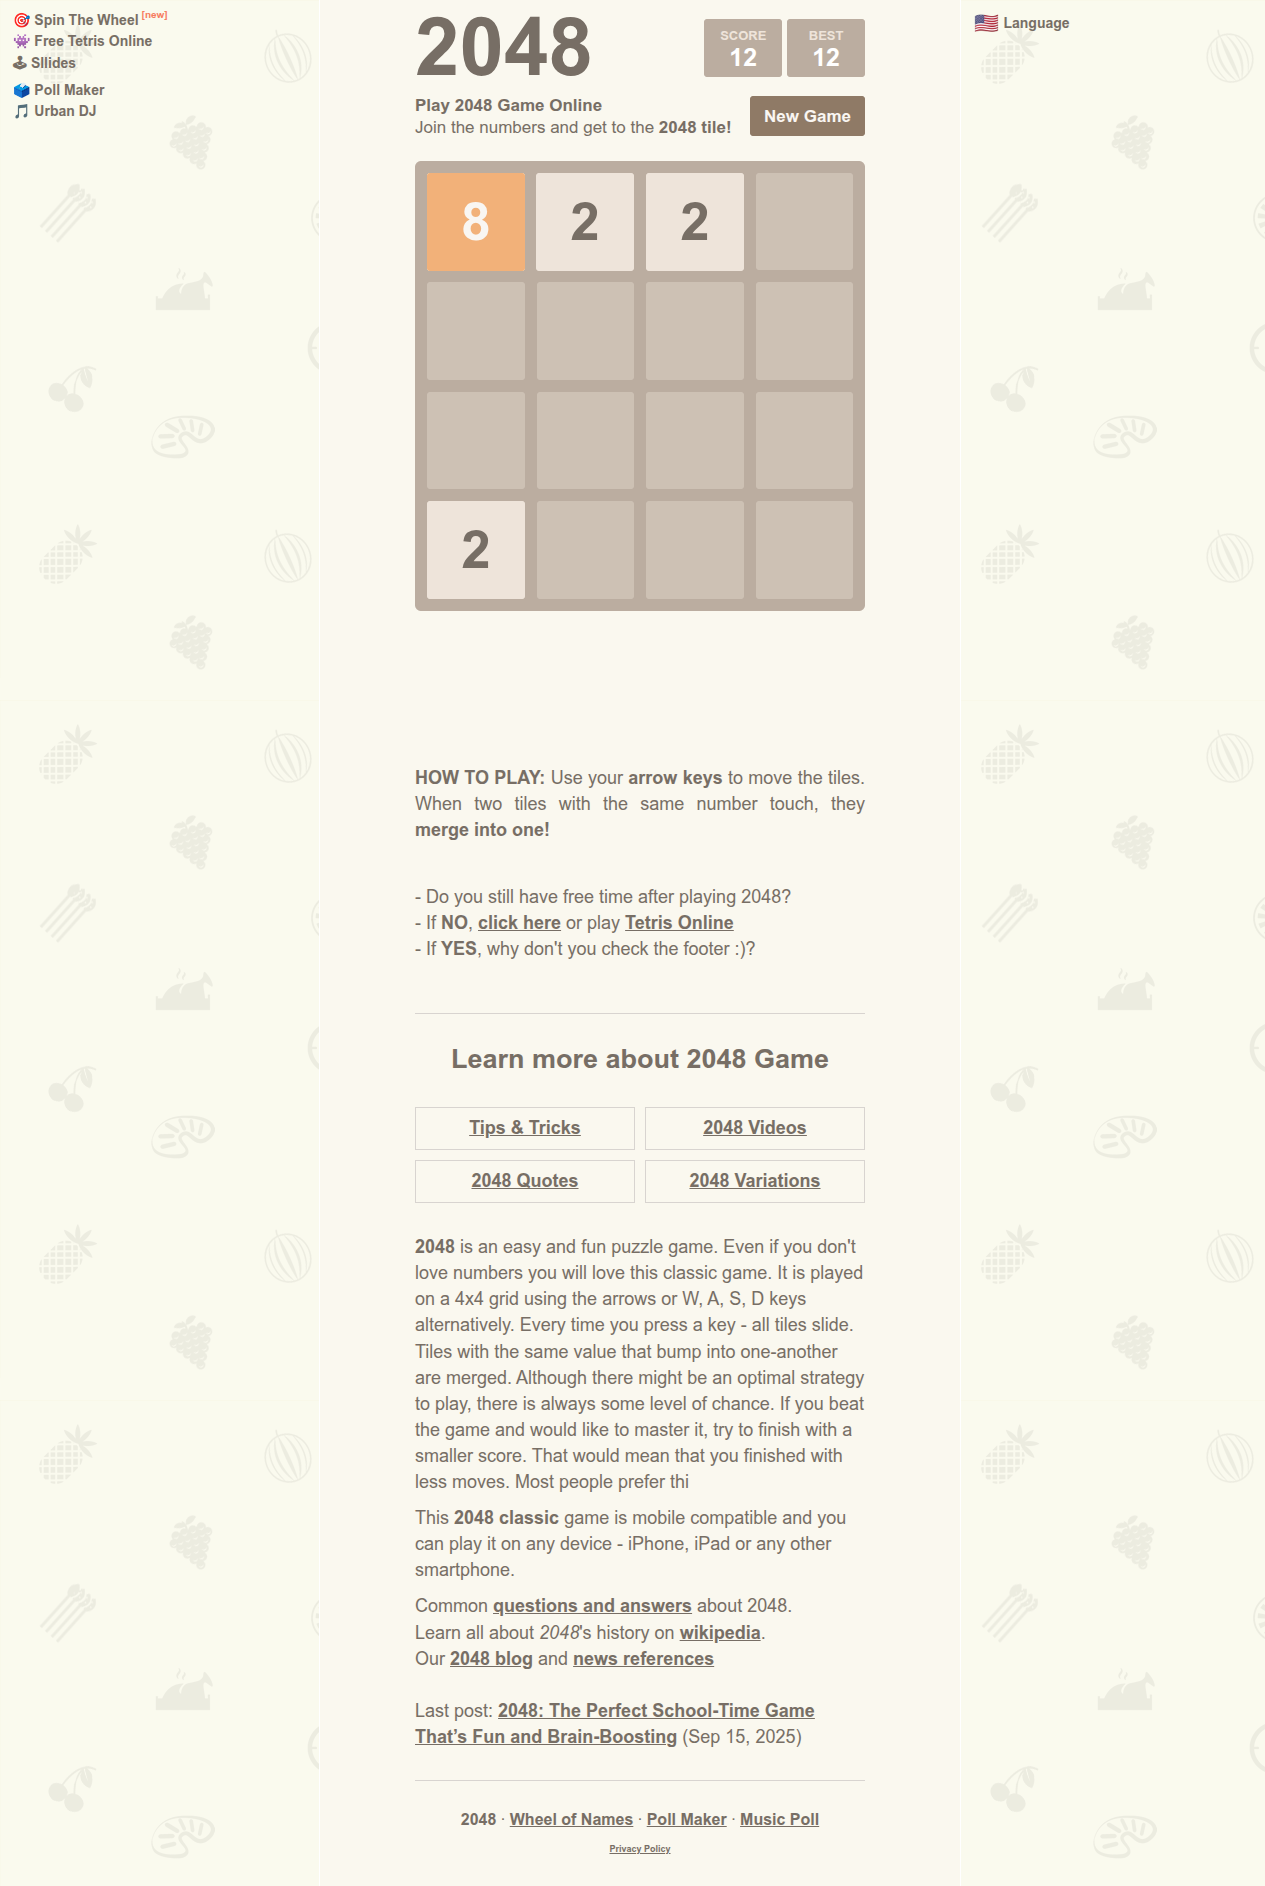 🎯 Spin The Wheel [new]
👾 Free Tetris Online
🕹 Sllides
🗳 Poll Maker
🎵 Urban DJ
2048
SCORE
12
BEST
12
Play 2048 Game Online
Join the numbers and get to the 2048 tile!
New Game
8 2 2
2
🇺🇸 Language
HOW TO PLAY: Use your arrow keys to move the tiles.
When two tiles with the same number touch, they
merge into one!
- Do you still have free time after playing 2048?
- If NO, click here or play Tetris Online
- If YES, why don't you check the footer :)?
Learn more about 2048 Game
Tips & Tricks
2048 Videos
2048 Quotes
2048 Variations
2048 is an easy and fun puzzle game. Even if you don't
love numbers you will love this classic game. It is played
on a 4x4 grid using the arrows or W, A, S, D keys
alternatively. Every time you press a key - all tiles slide.
Tiles with the same value that bump into one-another
are merged. Although there might be an optimal strategy
to play, there is always some level of chance. If you beat
the game and would like to master it, try to finish with a
smaller score. That would mean that you finished with
less moves. Most people prefer thi
This 2048 classic game is mobile compatible and you
can play it on any device - iPhone, iPad or any other
smartphone.
Common questions and answers about 2048.
Learn all about 2048's history on wikipedia.
Our 2048 blog and news references
Last post: 2048: The Perfect School-Time Game
That’s Fun and Brain-Boosting (Sep 15, 2025)
2048 · Wheel of Names · Poll Maker · Music Poll
Privacy Policy